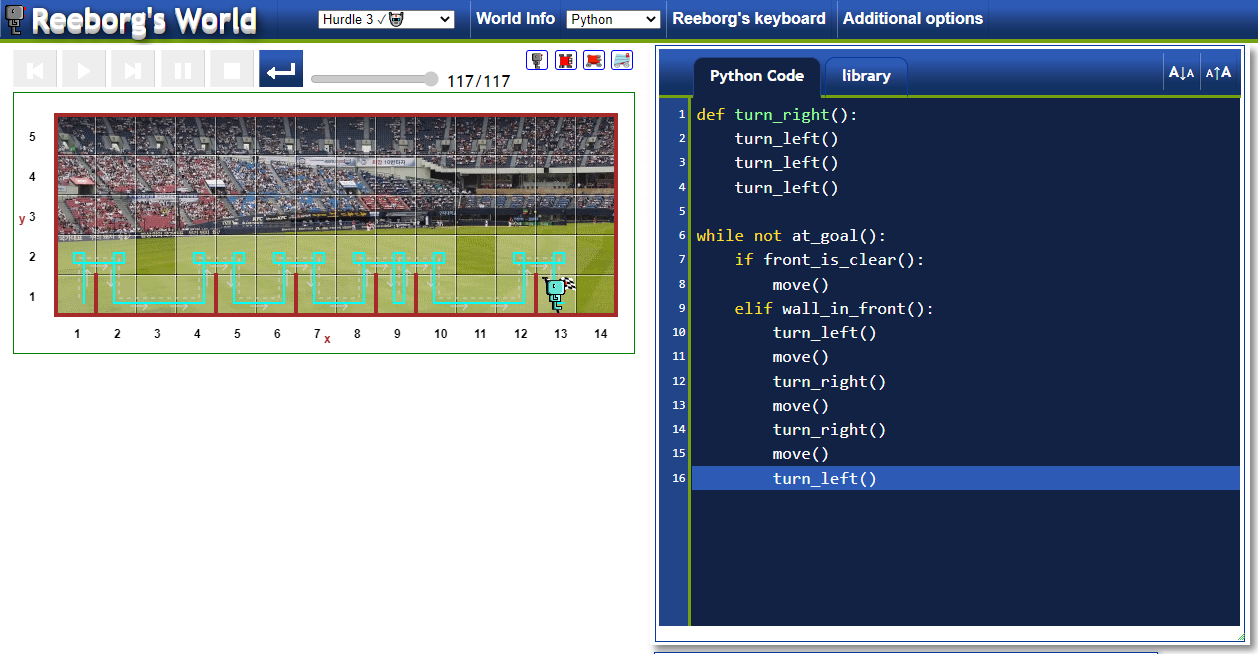 Reeborg's World
Hurdle 3 ✓
World Info
Python
Reeborg's keyboard
Additional options
117/117
5
4
y 3
2
1
1 2 3 4 5 6 7 x 8 9 10 11 12 13 14
Python Code
library
A↓A A↑A
1 def turn_right():
2     turn_left()
3     turn_left()
4     turn_left()
5
6 while not at_goal():
7     if front_is_clear():
8         move()
9     elif wall_in_front():
10         turn_left()
11         move()
12         turn_right()
13         move()
14         turn_right()
15         move()
16         turn_left()